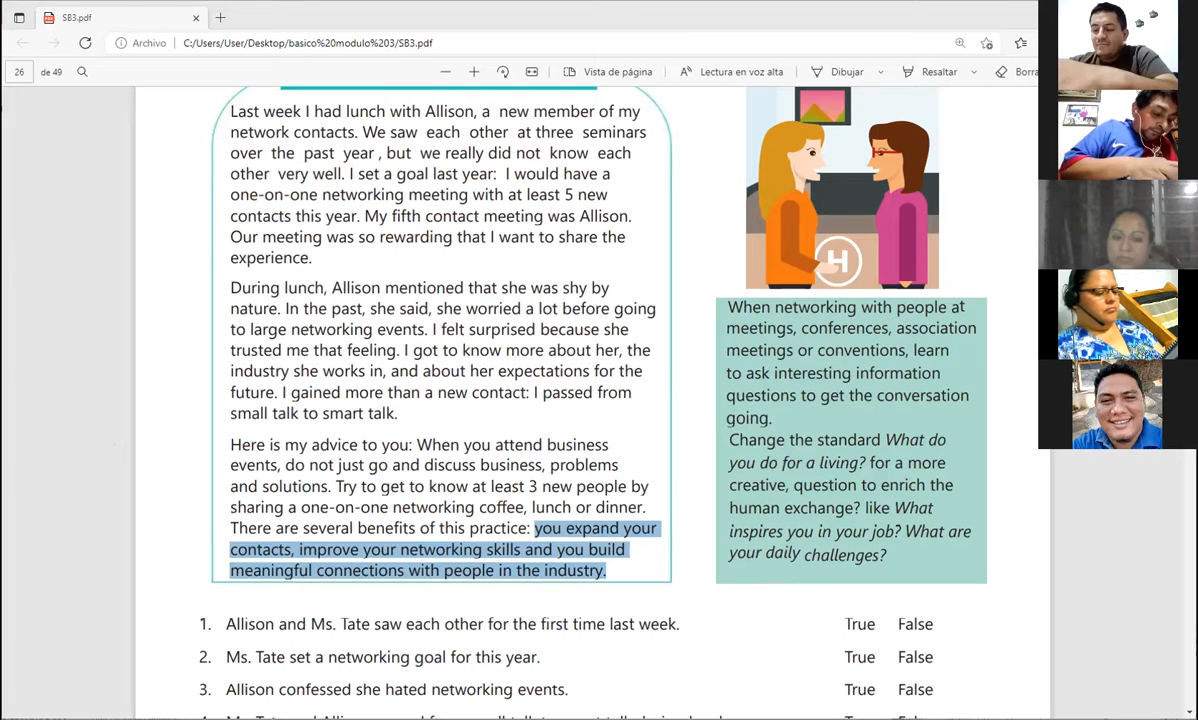 SB3.pdf
Archivo
C:/Users/User/Desktop/basico%20modulo%203/SB3.pdf
26
de 49
Vista de página
Lectura en voz alta
Dibujar
Resaltar
Borra
Last week I had lunch with Allison, a new member of my
network contacts. We saw each other at three seminars
over the past year , but we really did not know each
other very well. I set a goal last year: I would have a
one-on-one networking meeting with at least 5 new
contacts this year. My fifth contact meeting was Allison.
Our meeting was so rewarding that I want to share the
experience.
During lunch, Allison mentioned that she was shy by
nature. In the past, she said, she worried a lot before going
to large networking events. I felt surprised because she
trusted me that feeling. I got to know more about her, the
industry she works in, and about her expectations for the
future. I gained more than a new contact: I passed from
small talk to smart talk.
Here is my advice to you: When you attend business
events, do not just go and discuss business, problems
and solutions. Try to get to know at least 3 new people by
sharing a one-on-one networking coffee, lunch or dinner.
There are several benefits of this practice: you expand your
contacts, improve your networking skills and you build
meaningful connections with people in the industry.
H
When networking with people at
meetings, conferences, association
meetings or conventions, learn
to ask interesting information
questions to get the conversation
going.
Change the standard What do
you do for a living? for a more
creative, question to enrich the
human exchange? like What
inspires you in your job? What are
your daily challenges?
1. Allison and Ms. Tate saw each other for the first time last week. True False
2. Ms. Tate set a networking goal for this year. True False
3. Allison confessed she hated networking events. True False